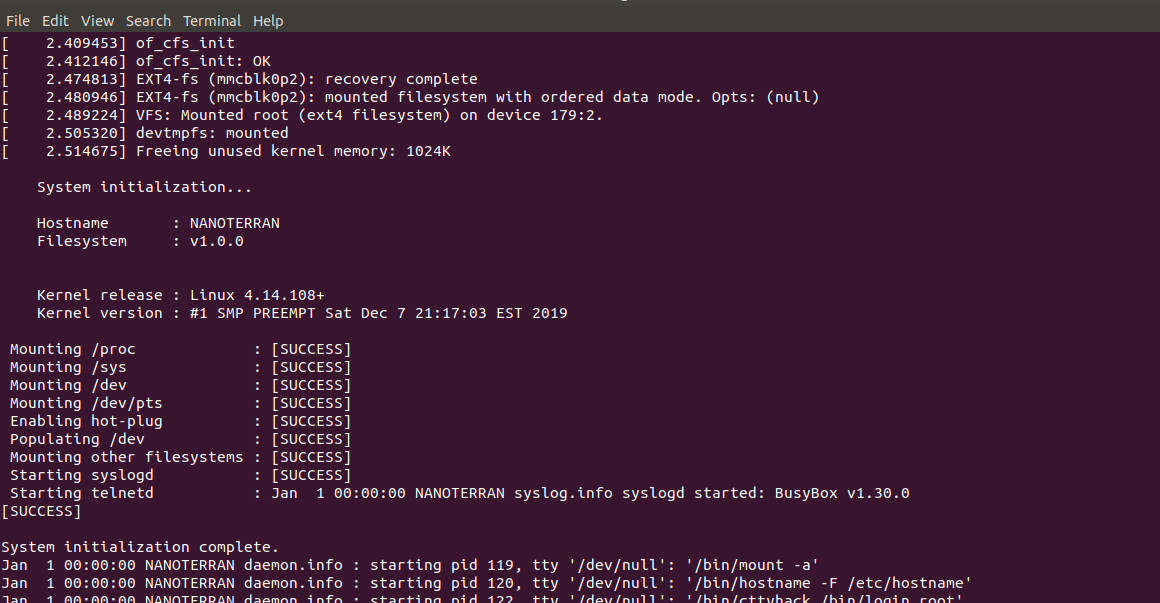 File Edit View Search Terminal Help
[    2.409453] of_cfs_init
[    2.412146] of_cfs_init: OK
[    2.474813] EXT4-fs (mmcblk0p2): recovery complete
[    2.480946] EXT4-fs (mmcblk0p2): mounted filesystem with ordered data mode. Opts: (null)
[    2.489224] VFS: Mounted root (ext4 filesystem) on device 179:2.
[    2.505320] devtmpfs: mounted
[    2.514675] Freeing unused kernel memory: 1024K
System initialization...
Hostname       : NANOTERRAN
Filesystem     : v1.0.0
Kernel release : Linux 4.14.108+
Kernel version : #1 SMP PREEMPT Sat Dec 7 21:17:03 EST 2019
Mounting /proc             : [SUCCESS]
Mounting /sys              : [SUCCESS]
Mounting /dev              : [SUCCESS]
Mounting /dev/pts          : [SUCCESS]
Enabling hot-plug          : [SUCCESS]
Populating /dev            : [SUCCESS]
Mounting other filesystems : [SUCCESS]
Starting syslogd           : [SUCCESS]
Starting telnetd           : Jan  1 00:00:00 NANOTERRAN syslog.info syslogd started: BusyBox v1.30.0
[SUCCESS]
System initialization complete.
Jan  1 00:00:00 NANOTERRAN daemon.info : starting pid 119, tty '/dev/null': '/bin/mount -a'
Jan  1 00:00:00 NANOTERRAN daemon.info : starting pid 120, tty '/dev/null': '/bin/hostname -F /etc/hostname'
Jan  1 00:00:00 NANOTERRAN daemon.info : starting pid 122, tty '/dev/null': '/bin/cttyhack /bin/login root'